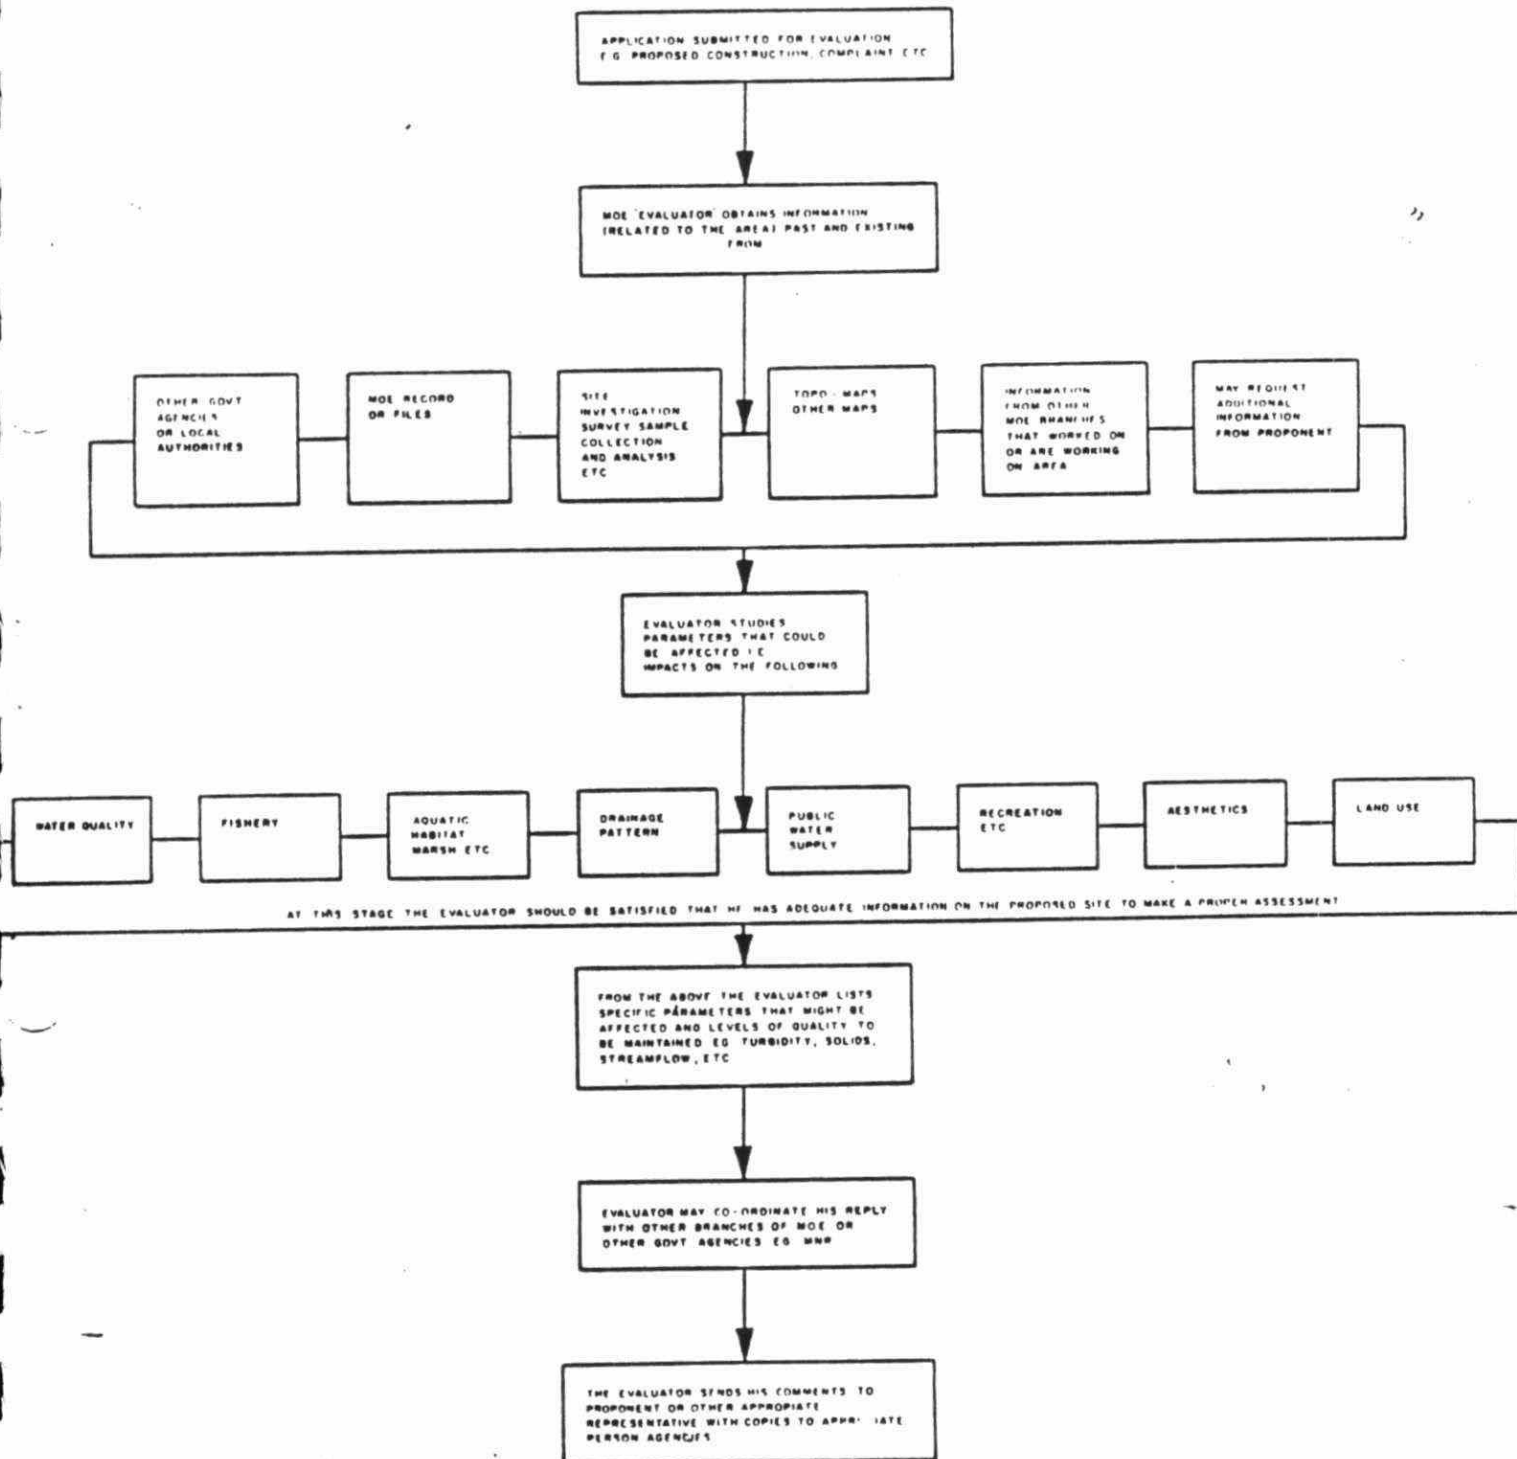 APPLICATION SUBMITTED FOR EVALUATION
E.G. PROPOSED CONSTRUCTION, COMPLAINT ETC
MOE 'EVALUATOR' OBTAINS INFORMATION
(RELATED TO THE AREA) PAST AND EXISTING
FROM
OTHER GOVT
AGENCIES
OR LOCAL
AUTHORITIES
MOE RECORD
OR FILES
SITE
INVESTIGATION
SURVEY SAMPLE
COLLECTION
AND ANALYSIS
ETC
TOPO - MAPS
OTHER MAPS
INFORMATION
FROM OTHER
MOE BRANCHES
THAT WORKED ON
OR ARE WORKING
ON AREA
MAY REQUEST
ADDITIONAL
INFORMATION
FROM PROPONENT
EVALUATOR STUDIES
PARAMETERS THAT COULD
BE AFFECTED I.E
IMPACTS ON THE FOLLOWING
WATER QUALITY
FISHERY
AQUATIC
HABITAT
MARSH ETC
DRAINAGE
PATTERN
PUBLIC
WATER
SUPPLY
RECREATION
ETC
AESTHETICS
LAND USE
AT THIS STAGE THE EVALUATOR SHOULD BE SATISFIED THAT HE HAS ADEQUATE INFORMATION ON THE PROPOSED SITE TO MAKE A PROPER ASSESSMENT
FROM THE ABOVE THE EVALUATOR LISTS
SPECIFIC PARAMETERS THAT MIGHT BE
AFFECTED AND LEVELS OF QUALITY TO
BE MAINTAINED EG TURBIDITY, SOLIDS,
STREAMFLOW, ETC
EVALUATOR MAY CO-ORDINATE HIS REPLY
WITH OTHER BRANCHES OF MOE OR
OTHER GOVT AGENCIES EG MNR
THE EVALUATOR SENDS HIS COMMENTS TO
PROPONENT OR OTHER APPROPIATE
REPRESENTATIVE WITH COPIES TO
PERSON AGENCIES